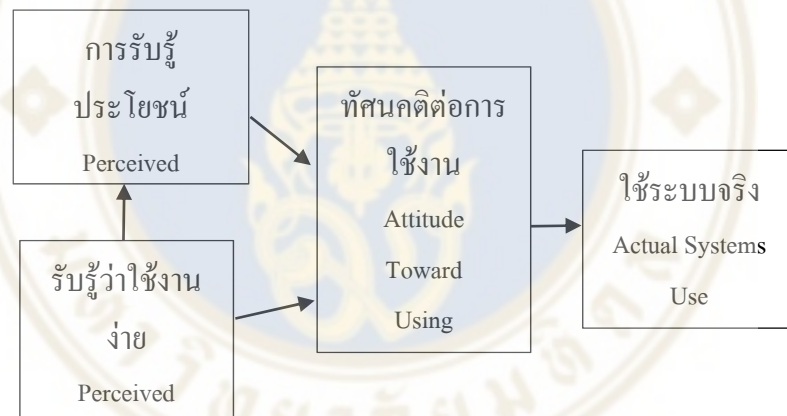 การรับรู้
ประโยชน์
Perceived
รับรู้ว่าใช้งาน
ง่าย
Perceived
ทัศนคติต่อการ
ใช้งาน
Attitude
Toward
Using
ใช้ระบบจริง
Actual Systems
Use